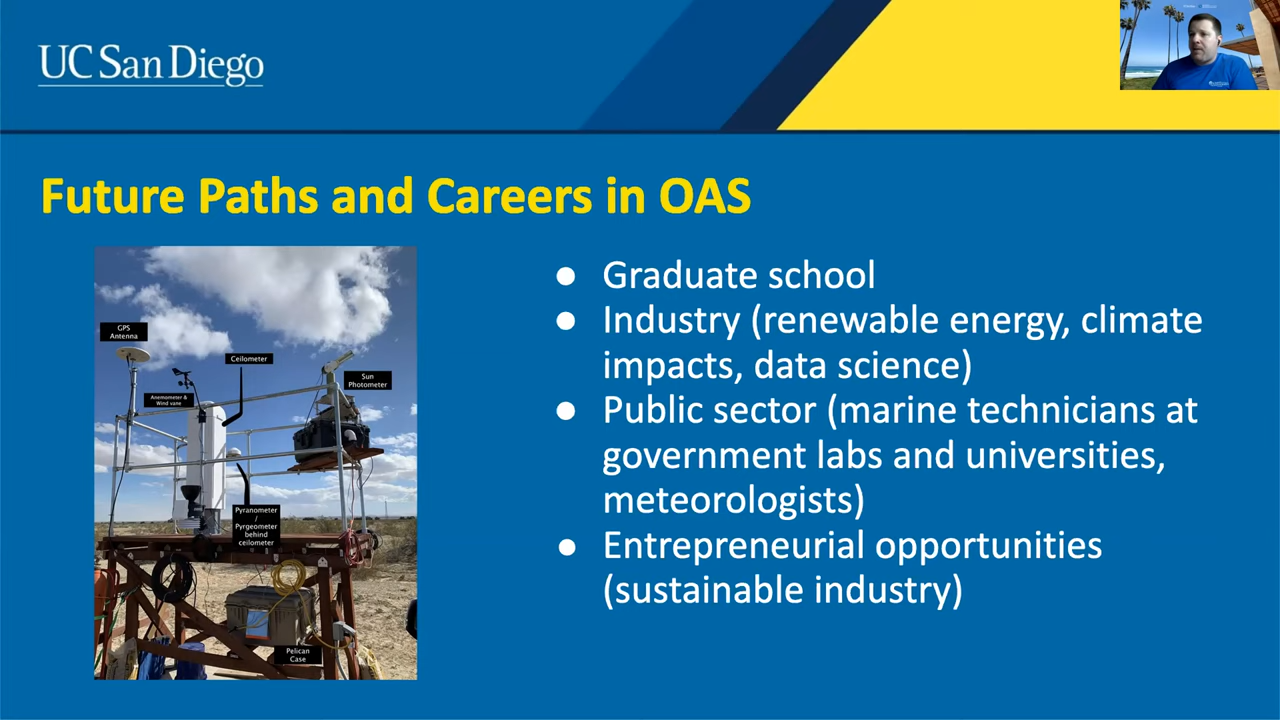 UC San Diego
Future Paths and Careers in OAS
GPS
Antenna
Ceilometer
Sun
Photometer
Anemometer &
Wind vane
Pyranometer
/
Pyrgeometer
behind
ceilometer
Pelican
Case
● Graduate school
● Industry (renewable energy, climate
impacts, data science)
● Public sector (marine technicians at
government labs and universities,
meteorologists)
● Entrepreneurial opportunities
(sustainable industry)